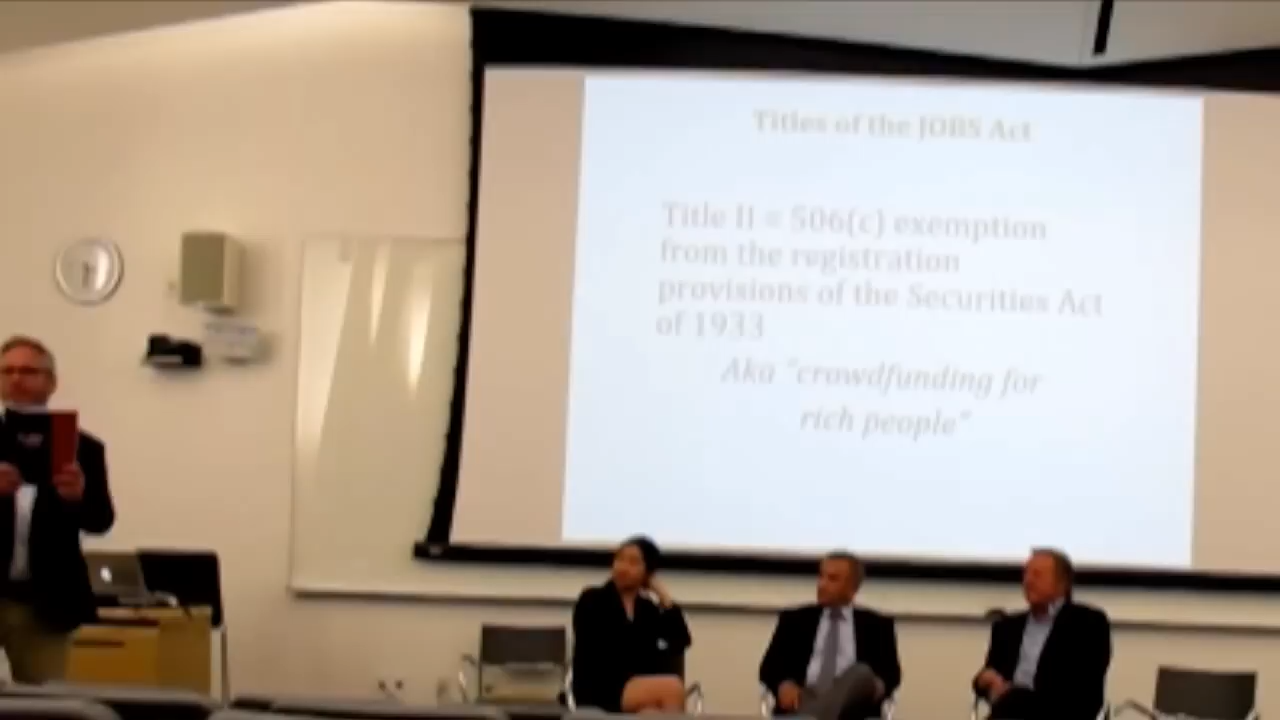 Titles of the JOBS Act
Title II = 506(c) exemption
from the registration
provisions of the Securities Act
of 1933
Aka "crowdfunding for
rich people"